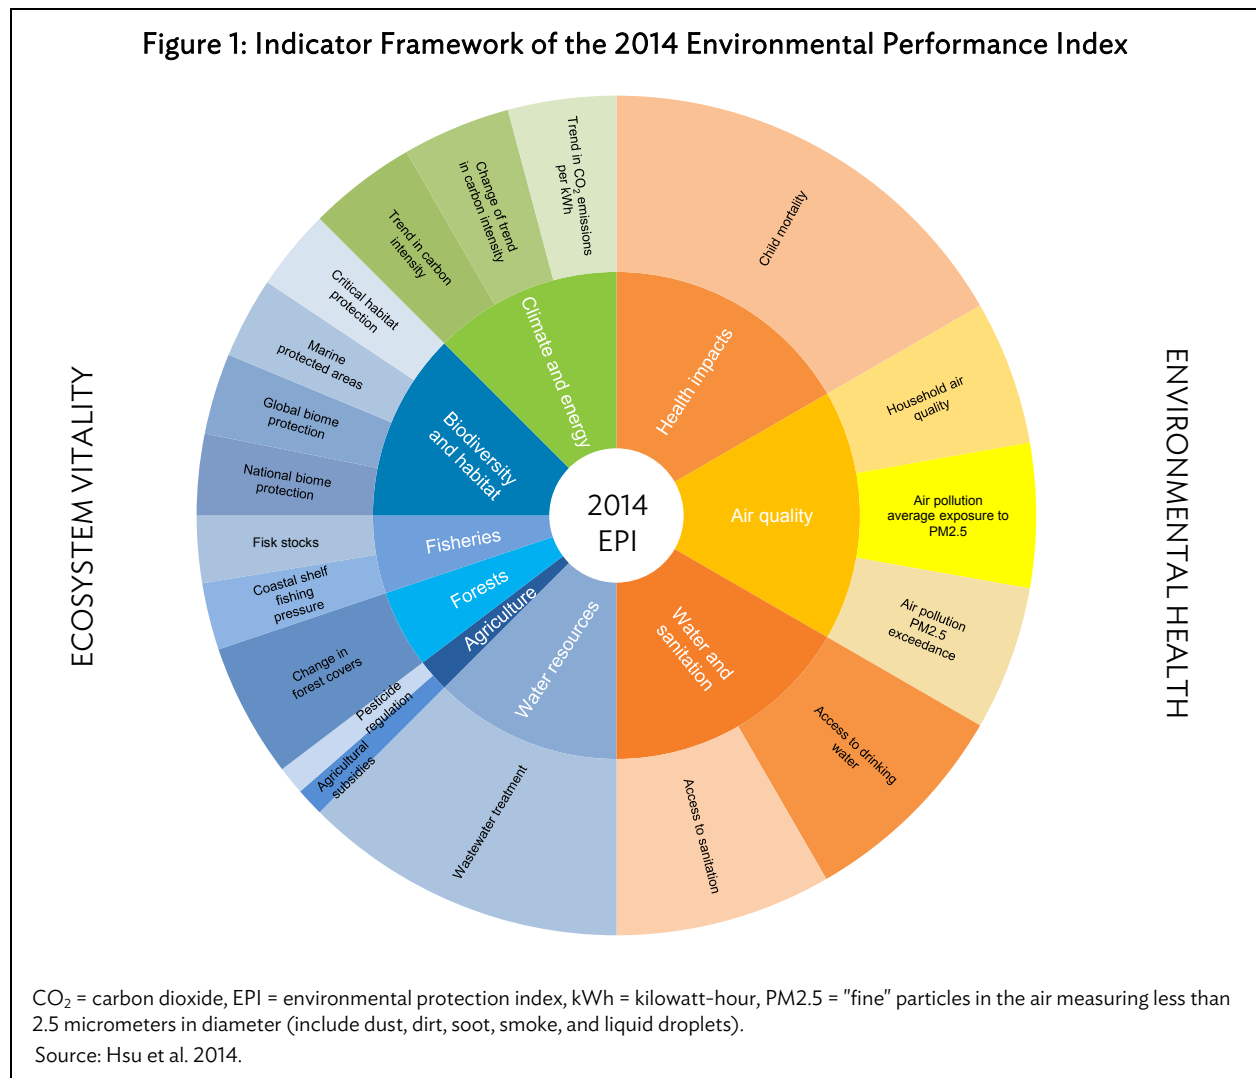 Figure 1: Indicator Framework of the 2014 Environmental Performance Index
Trend in CO₂ emissions
per kWh
Change of trend
in carbon intensity
Trend in carbon
intensity
Critical habitat
protection
Marine
protected areas
Global biome
protection
National biome
protection
Fisk stocks
Coastal shelf
fishing
pressure
Change in
forest covers
Pesticide
regulation
Agricultural
subsidies
Wastewater treatment
Access to sanitation
Access to drinking
water
Air pollution
PM2.5
exceedance
Air pollution
average exposure to
PM2.5
Household air
quality
Child mortality
Climate and energy
Biodiversity
and habitat
Fisheries
Forests
Agriculture
Water resources
Water and
sanitation
Air quality
Health impacts
2014
EPI
ECOSYSTEM VITALITY
ENVIRONMENTAL HEALTH
CO₂ = carbon dioxide, EPI = environmental protection index, kWh = kilowatt-hour, PM2.5 = "fine" particles in the air measuring less than
2.5 micrometers in diameter (include dust, dirt, soot, smoke, and liquid droplets).
Source: Hsu et al. 2014.